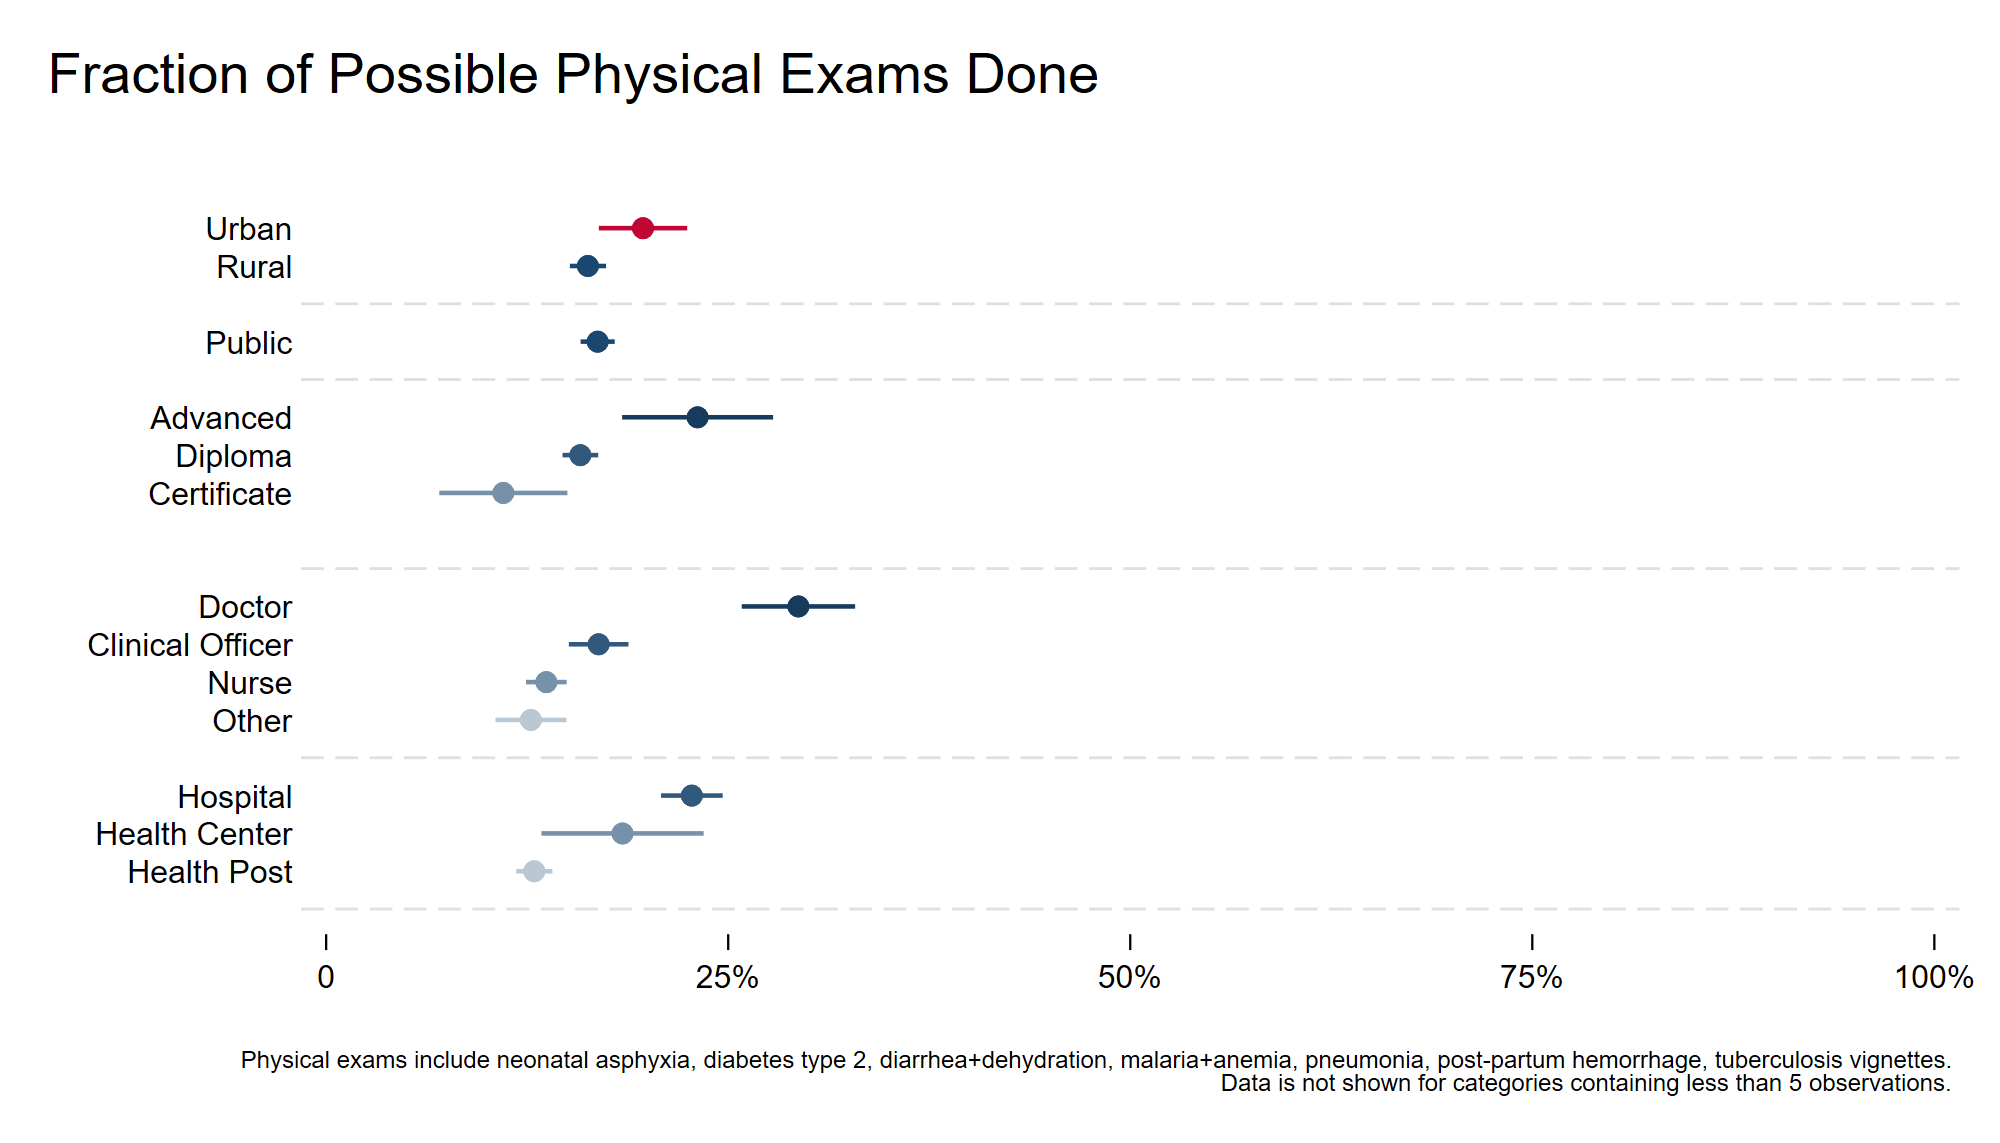 Fraction of Possible Physical Exams Done
Urban
Rural
Public
Advanced
Diploma
Certificate
Doctor
Clinical Officer
Nurse
Other
Hospital
Health Center
Health Post
0
25%
50%
75%
100%
Physical exams include neonatal asphyxia, diabetes type 2, diarrhea+dehydration, malaria+anemia, pneumonia, post-partum hemorrhage, tuberculosis vignettes.
Data is not shown for categories containing less than 5 observations.